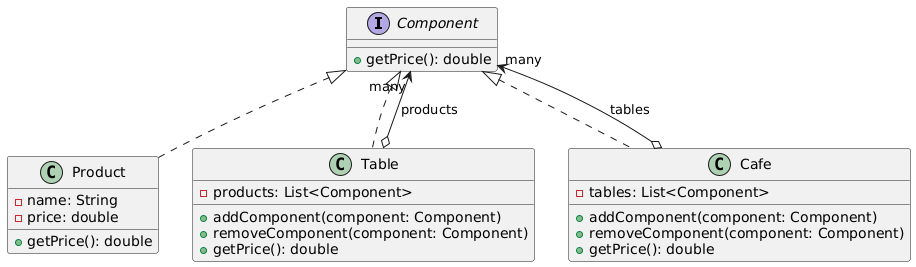 I Component
getPrice(): double
many
many
products
tables
C Product
name: String
price: double
getPrice(): double
C Table
products: List<Component>
addComponent(component: Component)
removeComponent(component: Component)
getPrice(): double
C Cafe
tables: List<Component>
addComponent(component: Component)
removeComponent(component: Component)
getPrice(): double